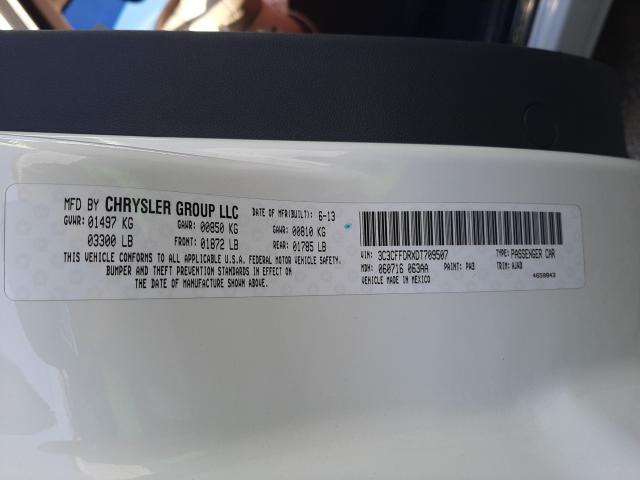 MFD BY CHRYSLER GROUP LLC DATE OF MFR(BUILT): 6-13
GVWR: 01497 KG GAWR: 00850 KG GAWR: 00810 KG
03300 LB FRONT: 01872 LB REAR: 01785 LB
THIS VEHICLE CONFORMS TO ALL APPLICABLE U.S.A. FEDERAL MOTOR VEHICLE SAFETY,
BUMPER AND THEFT PREVENTION STANDARDS IN EFFECT ON
THE DATE OF MANUFACTURE SHOWN ABOVE.
VIN: 3C3CFFDRXDT709507 TYPE: PASSENGER CAR
MDH: 060716 063AA PAINT: PW3 TRIM: AJAB
VEHICLE MADE IN MEXICO 4658843